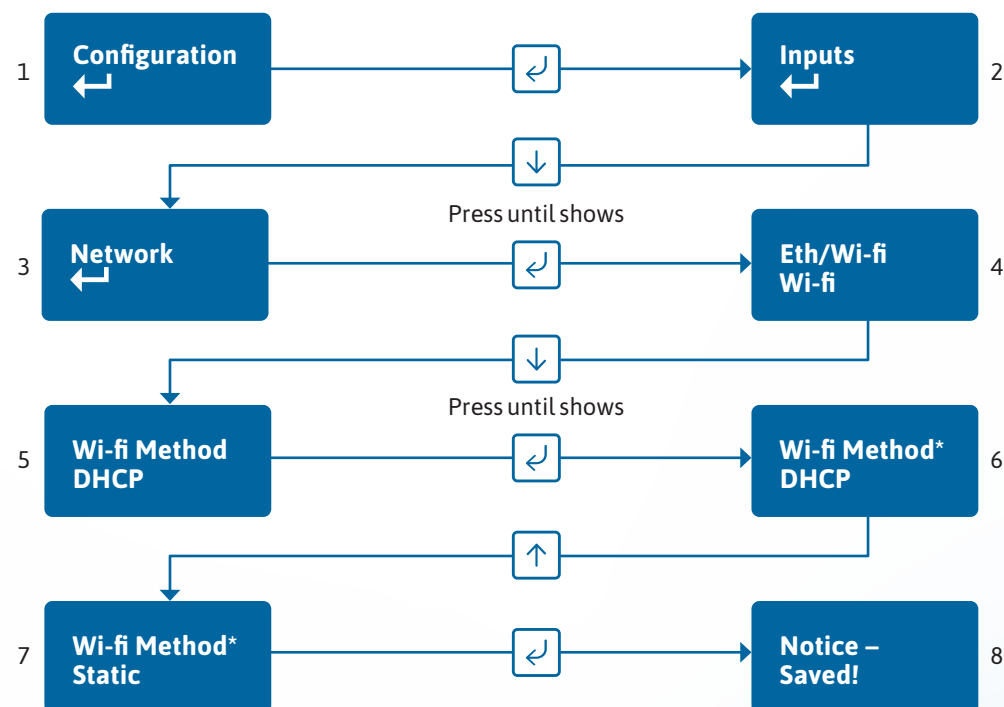 1
Configuration
Inputs
2
Press until shows
3
Network
Eth/Wi-fi
Wi-fi
4
Press until shows
5
Wi-fi Method
DHCP
Wi-fi Method*
DHCP
6
7
Wi-fi Method*
Static
Notice –
Saved!
8